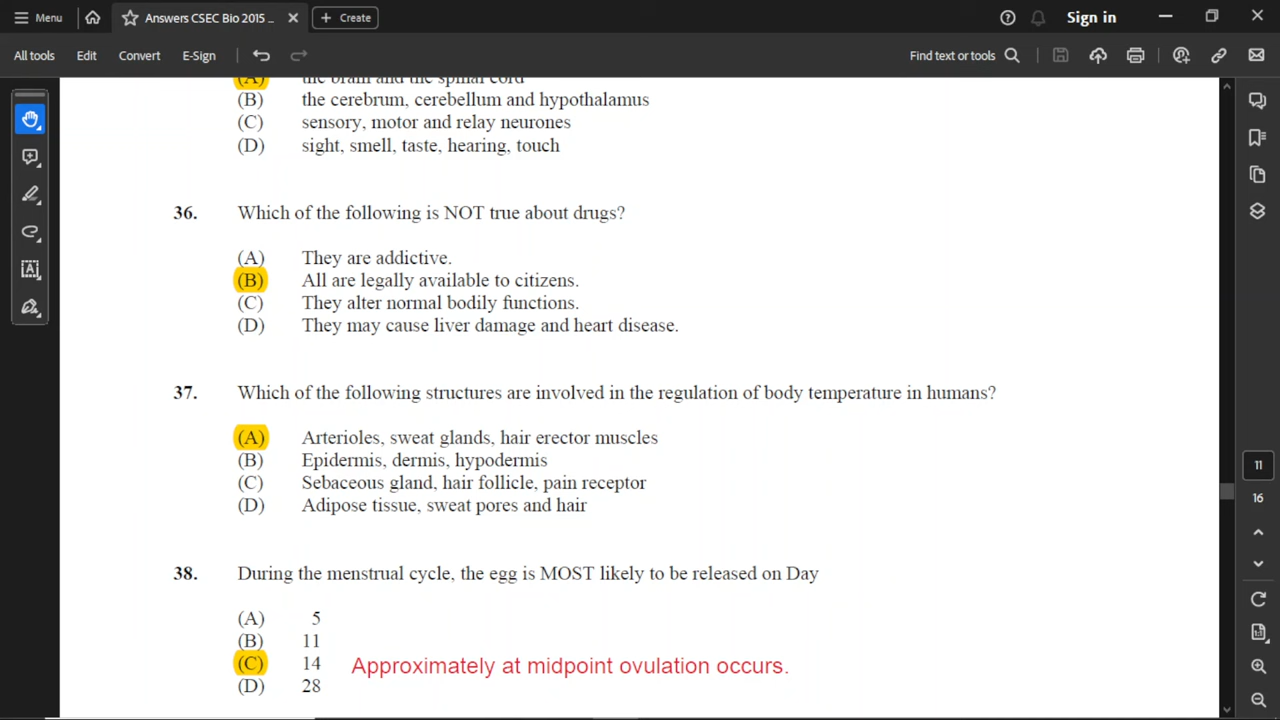 Menu
Answers CSEC Bio 2015 ...
Create
Sign in
All tools
Edit
Convert
E-Sign
Find text or tools
(A) the brain and the spinal cord
(B) the cerebrum, cerebellum and hypothalamus
(C) sensory, motor and relay neurones
(D) sight, smell, taste, hearing, touch
36. Which of the following is NOT true about drugs?
(A) They are addictive.
(B) All are legally available to citizens.
(C) They alter normal bodily functions.
(D) They may cause liver damage and heart disease.
37. Which of the following structures are involved in the regulation of body temperature in humans?
(A) Arterioles, sweat glands, hair erector muscles
(B) Epidermis, dermis, hypodermis
(C) Sebaceous gland, hair follicle, pain receptor
(D) Adipose tissue, sweat pores and hair
38. During the menstrual cycle, the egg is MOST likely to be released on Day
(A) 5
(B) 11
(C) 14 Approximately at midpoint ovulation occurs.
(D) 28
11
16